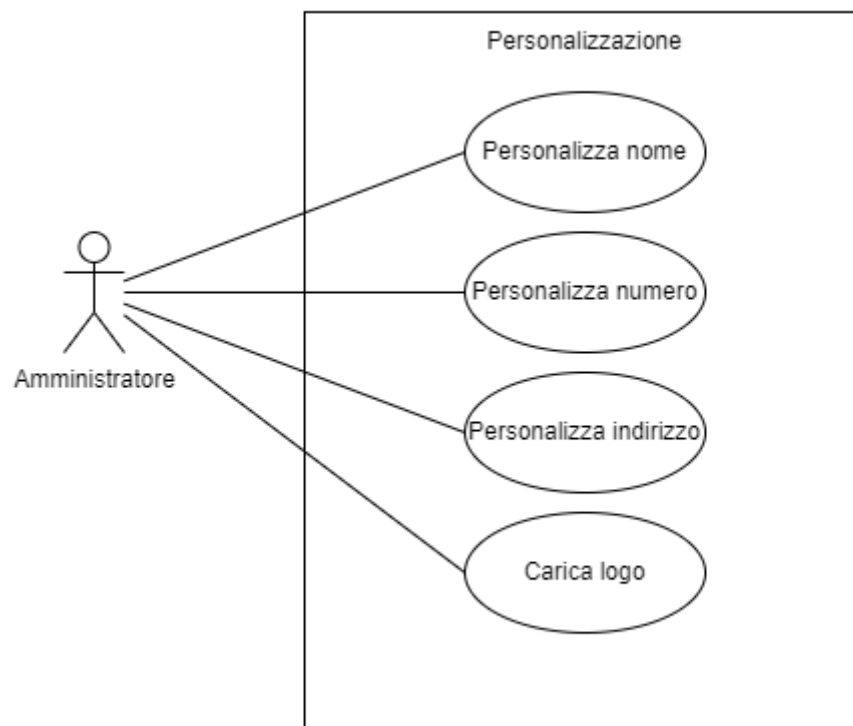 Personalizzazione
Personalizza nome
Personalizza numero
Amministratore
Personalizza indirizzo
Carica logo